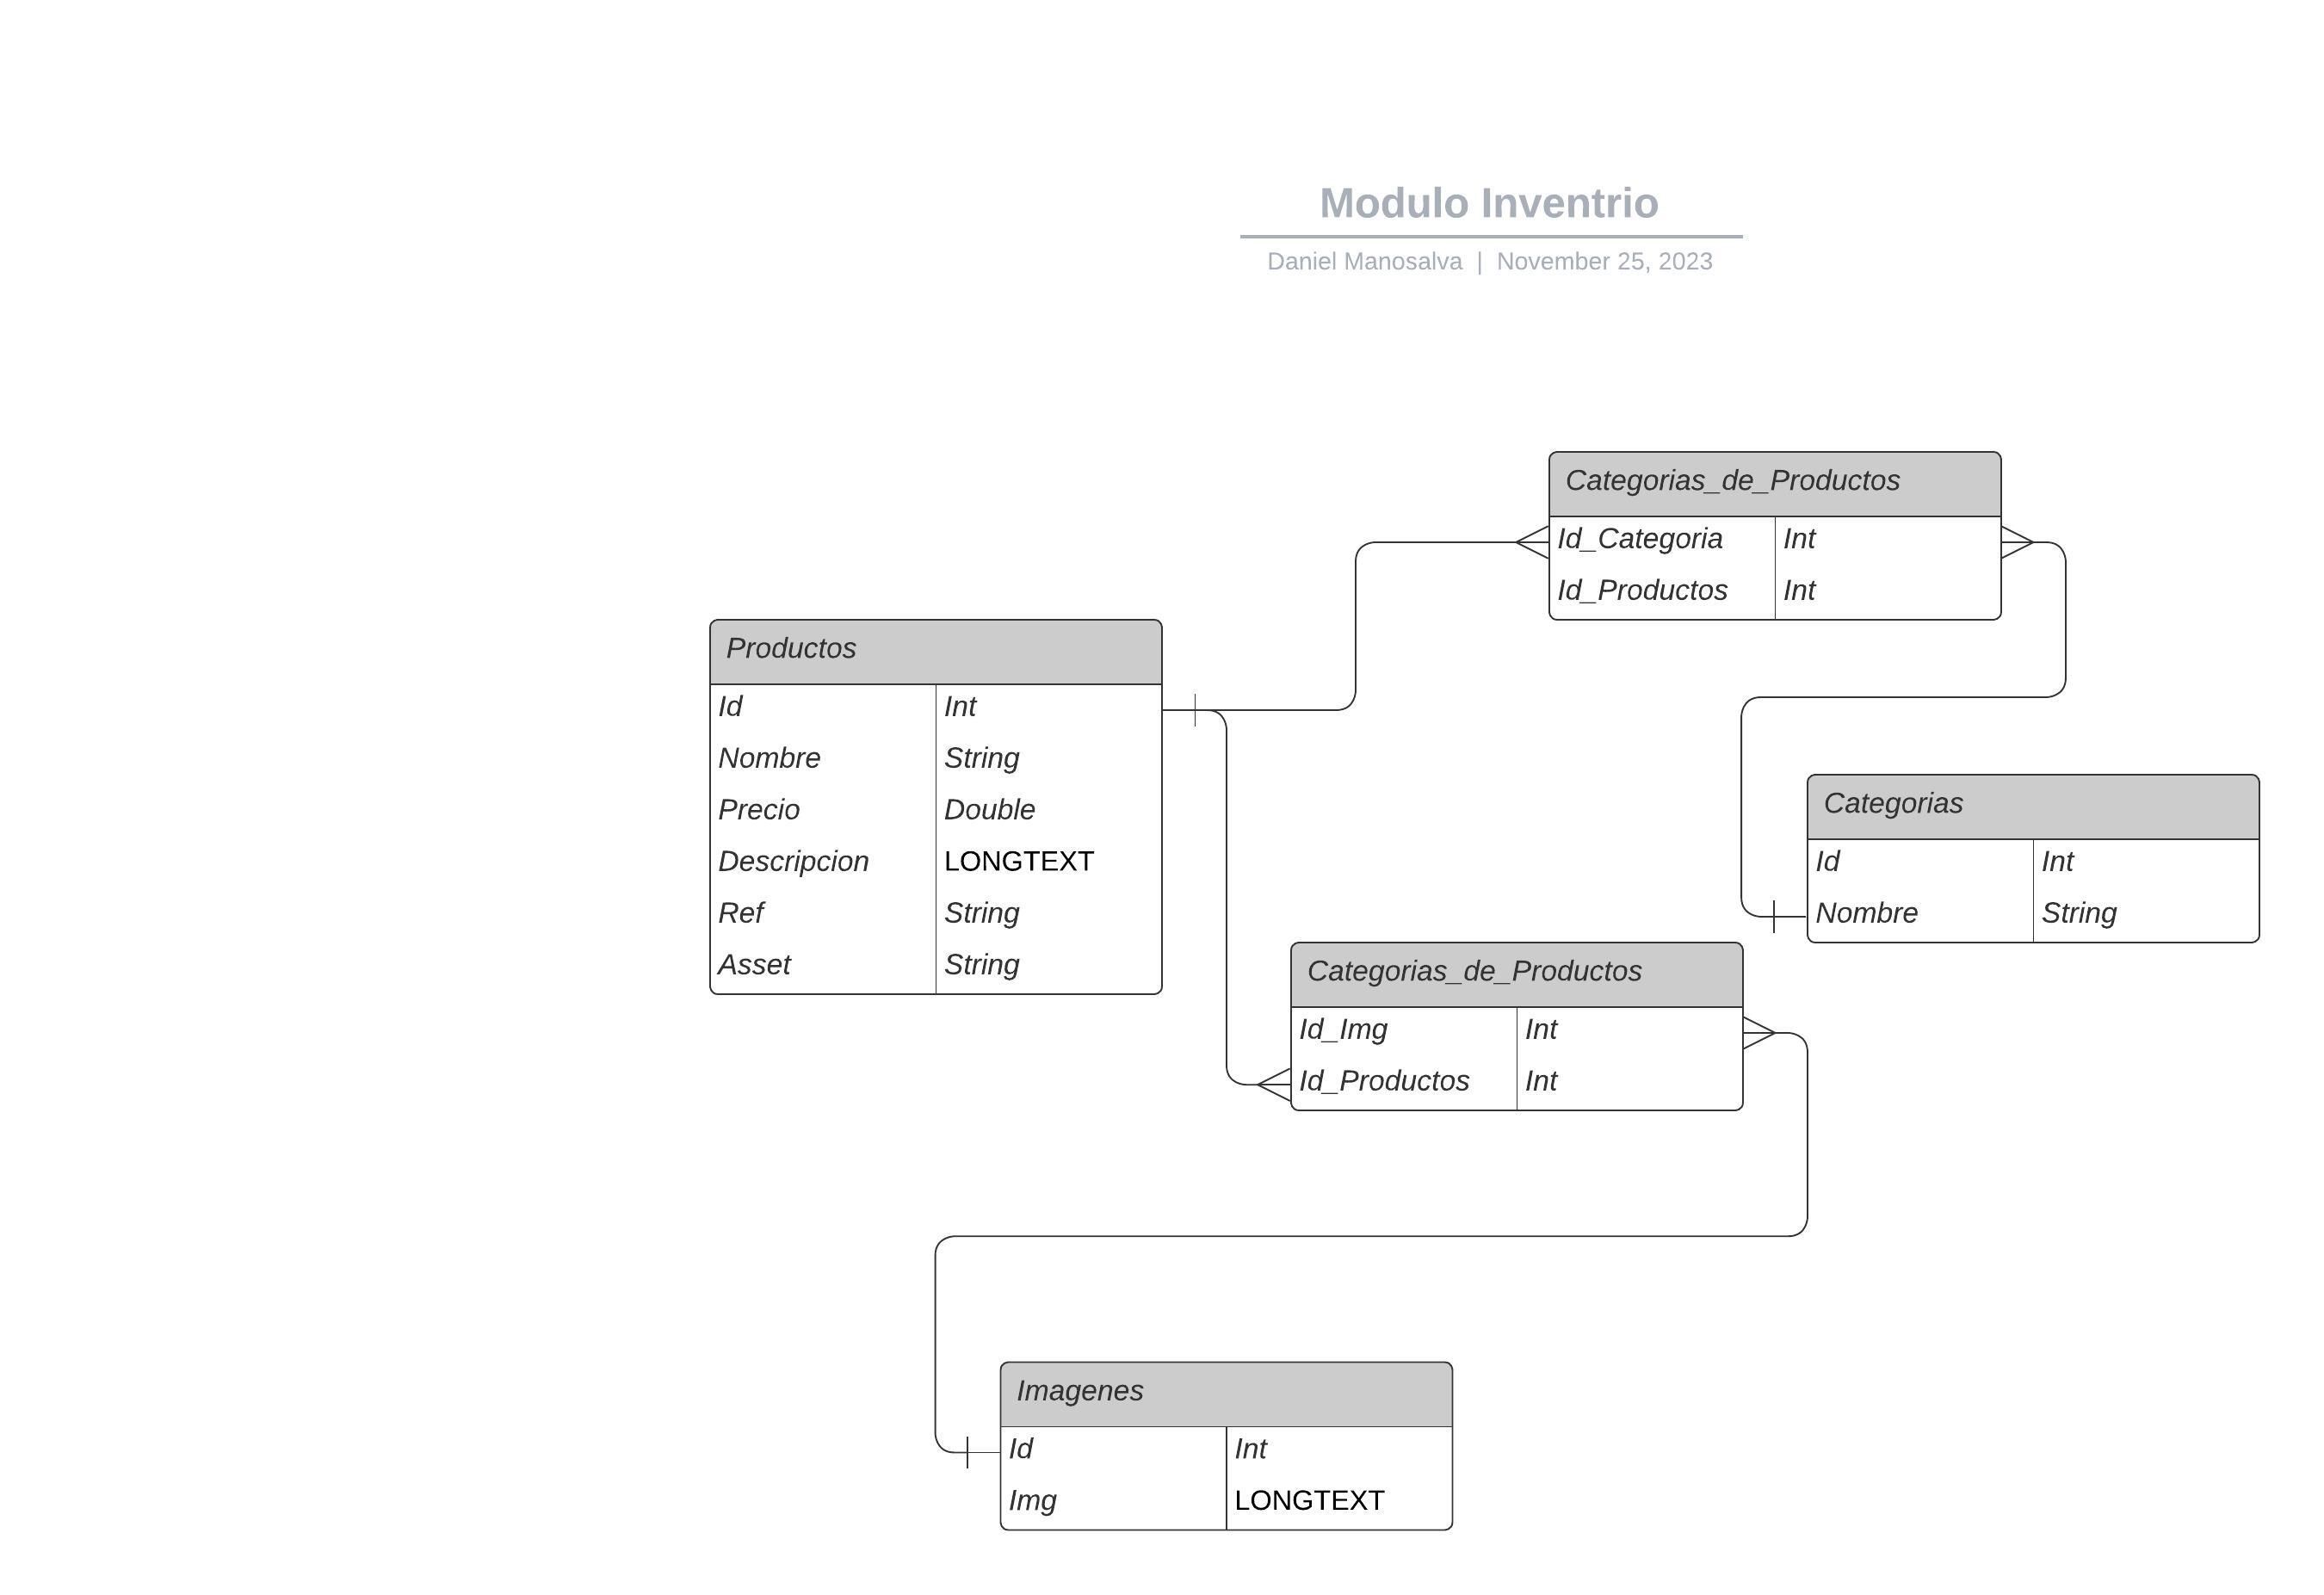 Modulo Inventrio
Daniel Manosalva | November 25, 2023
Categorias_de_Productos
Id_Categoria Int
Id_Productos Int
Productos
Id Int
Nombre String
Precio Double
Descripcion LONGTEXT
Ref String
Asset String
Categorias
Id Int
Nombre String
Categorias_de_Productos
Id_Img Int
Id_Productos Int
Imagenes
Id Int
Img LONGTEXT